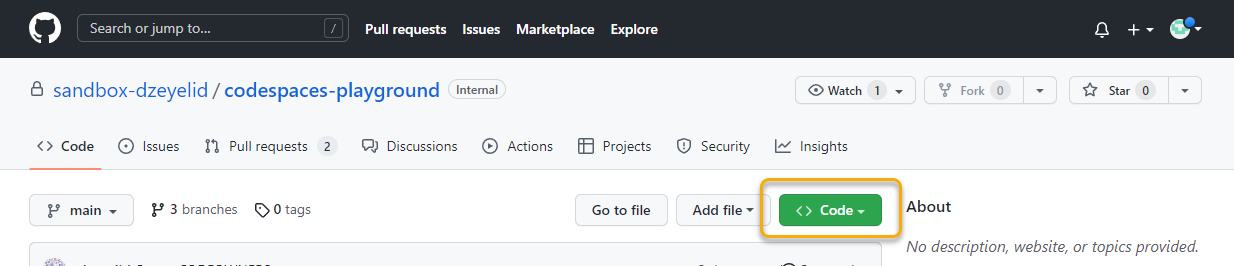 Search or jump to... / Pull requests Issues Marketplace Explore
sandbox-dzeyelid / codespaces-playground Internal Watch 1 Fork 0 Star 0
Code Issues Pull requests 2 Discussions Actions Projects Security Insights
main 3 branches 0 tags Go to file Add file Code About
No description, website, or topics provided.